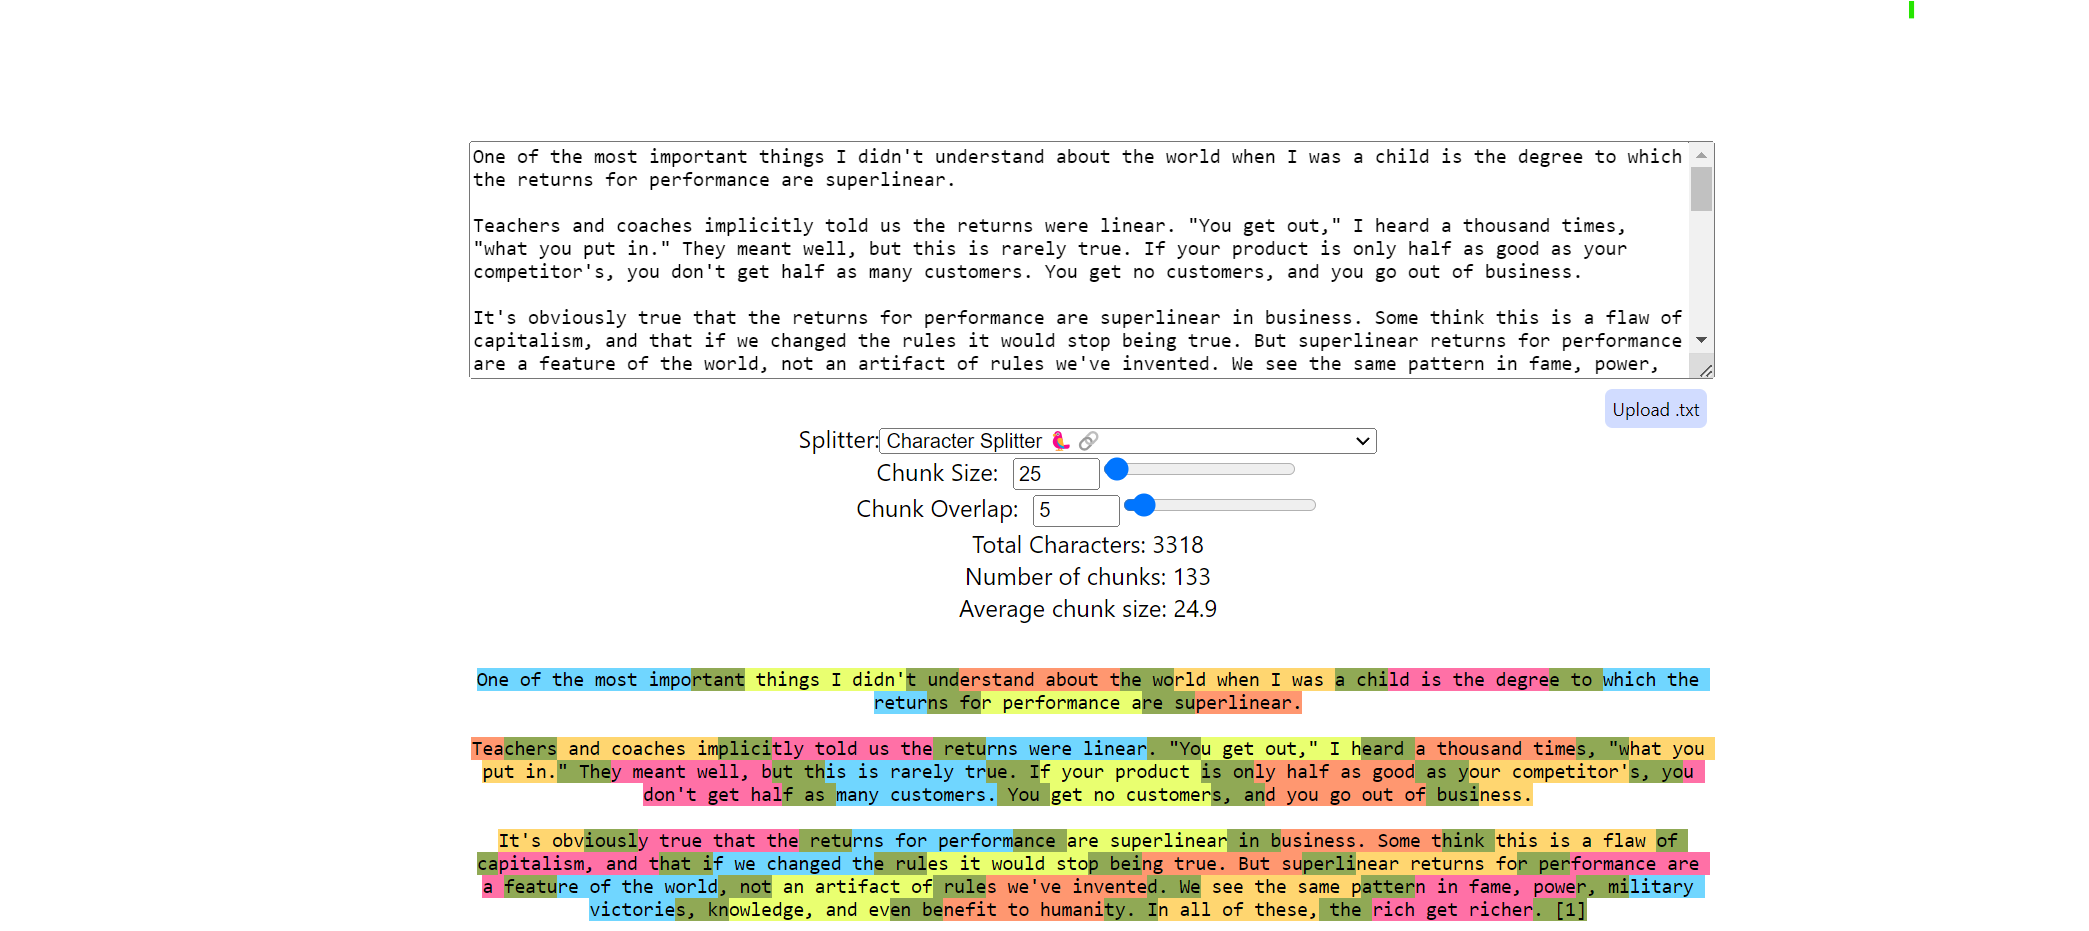 One of the most important things I didn't understand about the world when I was a child is the degree to which
the returns for performance are superlinear.
Teachers and coaches implicitly told us the returns were linear. "You get out," I heard a thousand times,
"what you put in." They meant well, but this is rarely true. If your product is only half as good as your
competitor's, you don't get half as many customers. You get no customers, and you go out of business.
It's obviously true that the returns for performance are superlinear in business. Some think this is a flaw of
capitalism, and that if we changed the rules it would stop being true. But superlinear returns for performance
are a feature of the world, not an artifact of rules we've invented. We see the same pattern in fame, power,
Upload .txt
Splitter: Character Splitter 🦜 🔗
Chunk Size: 25
Chunk Overlap: 5
Total Characters: 3318
Number of chunks: 133
Average chunk size: 24.9
One of the most important things I didn't understand about the world when I was a child is the degree to which the
returns for performance are superlinear.
Teachers and coaches implicitly told us the returns were linear. "You get out," I heard a thousand times, "what you
put in." They meant well, but this is rarely true. If your product is only half as good as your competitor's, you
don't get half as many customers. You get no customers, and you go out of business.
It's obviously true that the returns for performance are superlinear in business. Some think this is a flaw of
capitalism, and that if we changed the rules it would stop being true. But superlinear returns for performance are
a feature of the world, not an artifact of rules we've invented. We see the same pattern in fame, power, military
victories, knowledge, and even benefit to humanity. In all of these, the rich get richer. [1]